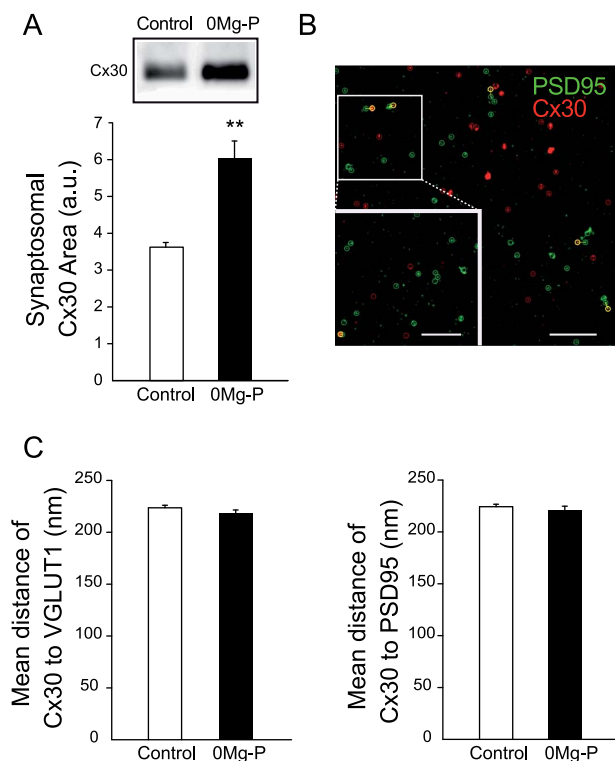 A
Control 0Mg-P
Cx30
**
7
6
5
4
3
2
1
0
Synaptosomal
Cx30 Area (a.u.)
Control 0Mg-P
B
PSD95
Cx30
C
250
200
150
100
50
0
Mean distance of
Cx30 to VGLUT1 (nm)
Control 0Mg-P
250
200
150
100
50
0
Mean distance of
Cx30 to PSD95 (nm)
Control 0Mg-P